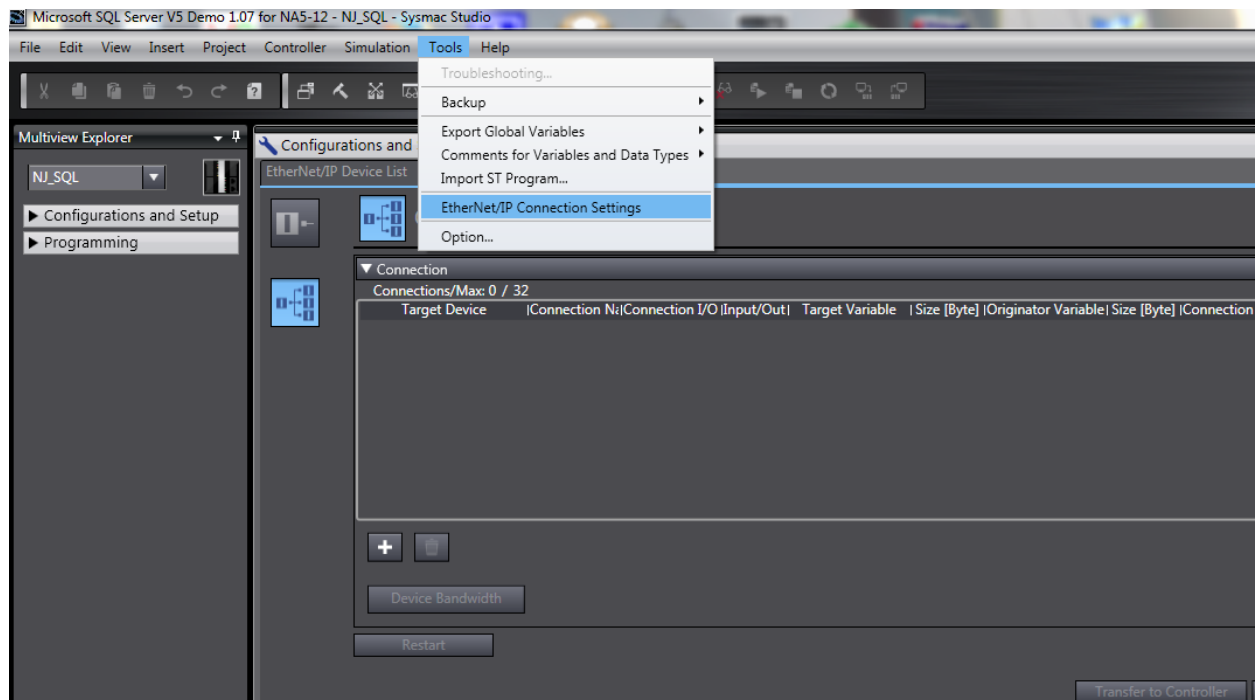 Microsoft SQL Server V5 Demo 1.07 for NA5-12 - NJ_SQL - Sysmac Studio
File Edit View Insert Project Controller Simulation Tools Help
Troubleshooting...
Backup
Export Global Variables
Comments for Variables and Data Types
Import ST Program...
EtherNet/IP Connection Settings
Option...
Multiview Explorer
NJ_SQL
Configurations and Setup
Programming
Configurations and
EtherNet/IP Device List
Connection
Connections/Max: 0 / 32
Target Device |Connection Na|Connection I/O |Input/Out| Target Variable | Size [Byte] |Originator Variable| Size [Byte] |Connection
Device Bandwidth
Restart
Transfer to Controller